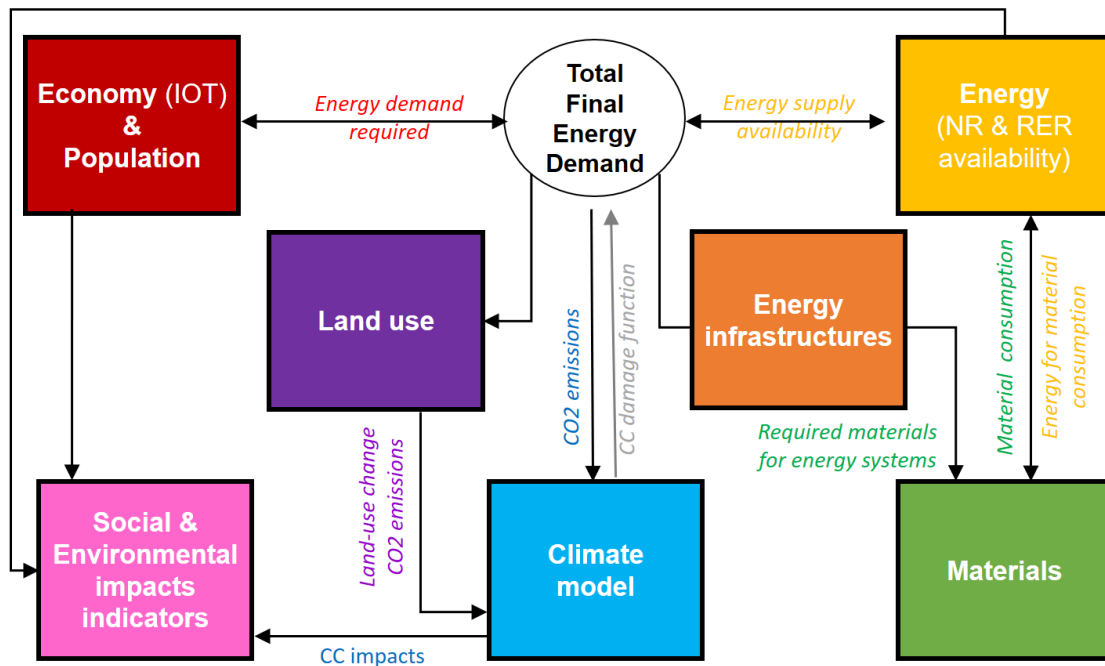 Economy (IOT)
&
Population
Energy demand
required
Total
Final
Energy
Demand
Energy supply
availability
Energy
(NR & RER
availability)
Land use
CO2 emissions
CC damage function
Energy
infrastructures
Material consumption
Energy for material
consumption
Land-use change
CO2 emissions
Required materials
for energy systems
Social &
Environmental
impacts
indicators
Climate
model
Materials
CC impacts